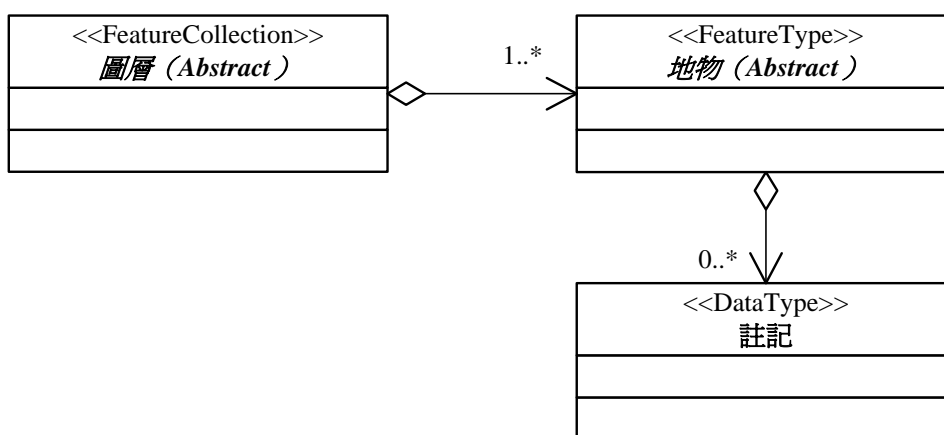 <<FeatureCollection>>
圖層（Abstract）
1..*
<<FeatureType>>
地物（Abstract）
0..*
<<DataType>>
註記